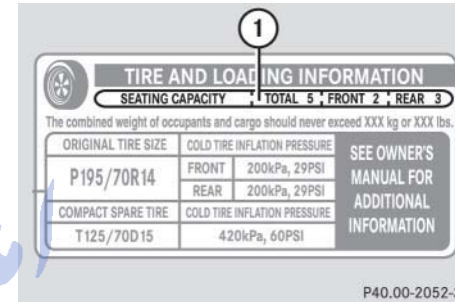 1
TIRE AND LOADING INFORMATION
SEATING CAPACITY TOTAL 5 FRONT 2 REAR 3
The combined weight of occupants and cargo should never exceed XXX kg or XXX lbs.
ORIGINAL TIRE SIZE COLD TIRE INFLATION PRESSURE
P195/70R14 FRONT 200kPa, 29PSI
REAR 200kPa, 29PSI
COMPACT SPARE TIRE COLD TIRE INFLATION PRESSURE
T125/70D15 420kPa, 60PSI
SEE OWNER'S
MANUAL FOR
ADDITIONAL
INFORMATION
P40.00-2052-